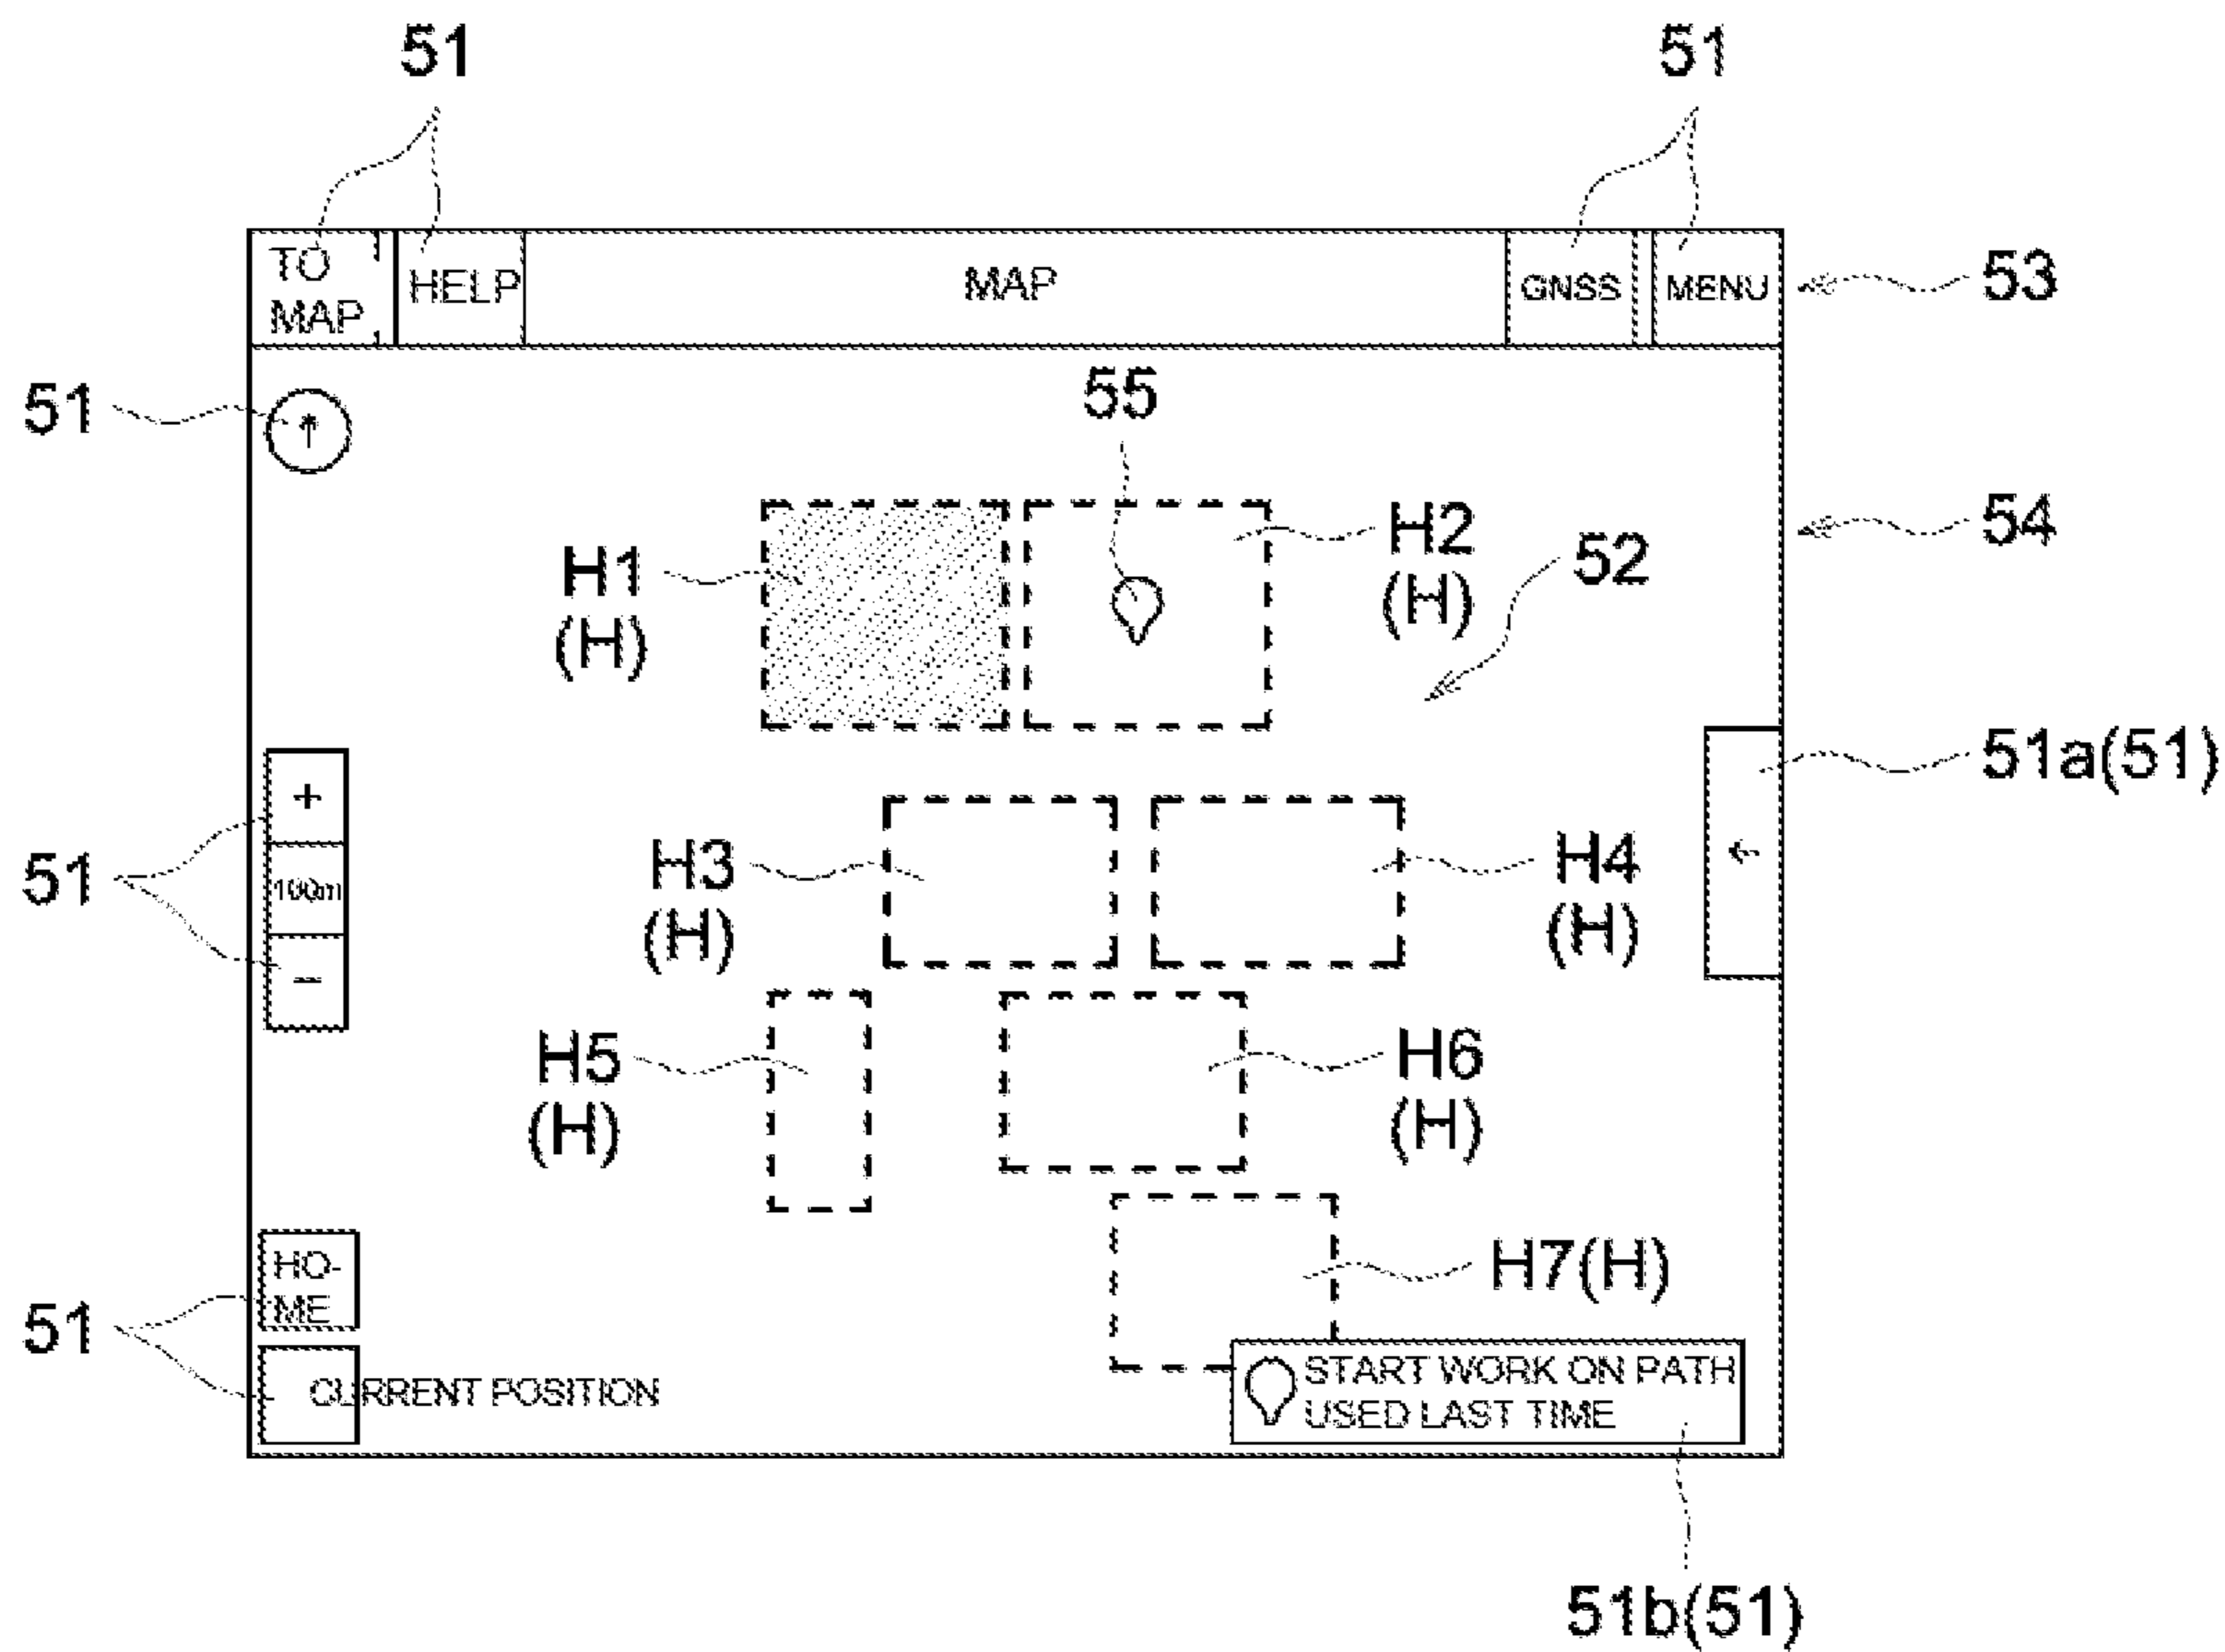 51
51
TO
MAP
HELP
MAP
GNSS
MENU
53
51
↑
55
H1
(H)
H2
(H)
52
54
51a(51)
+
100m
−
51
H3
(H)
H4
(H)
←
H5
(H)
H6
(H)
H7(H)
HO-
ME
51
CURRENT POSITION
START WORK ON PATH
USED LAST TIME
51b(51)